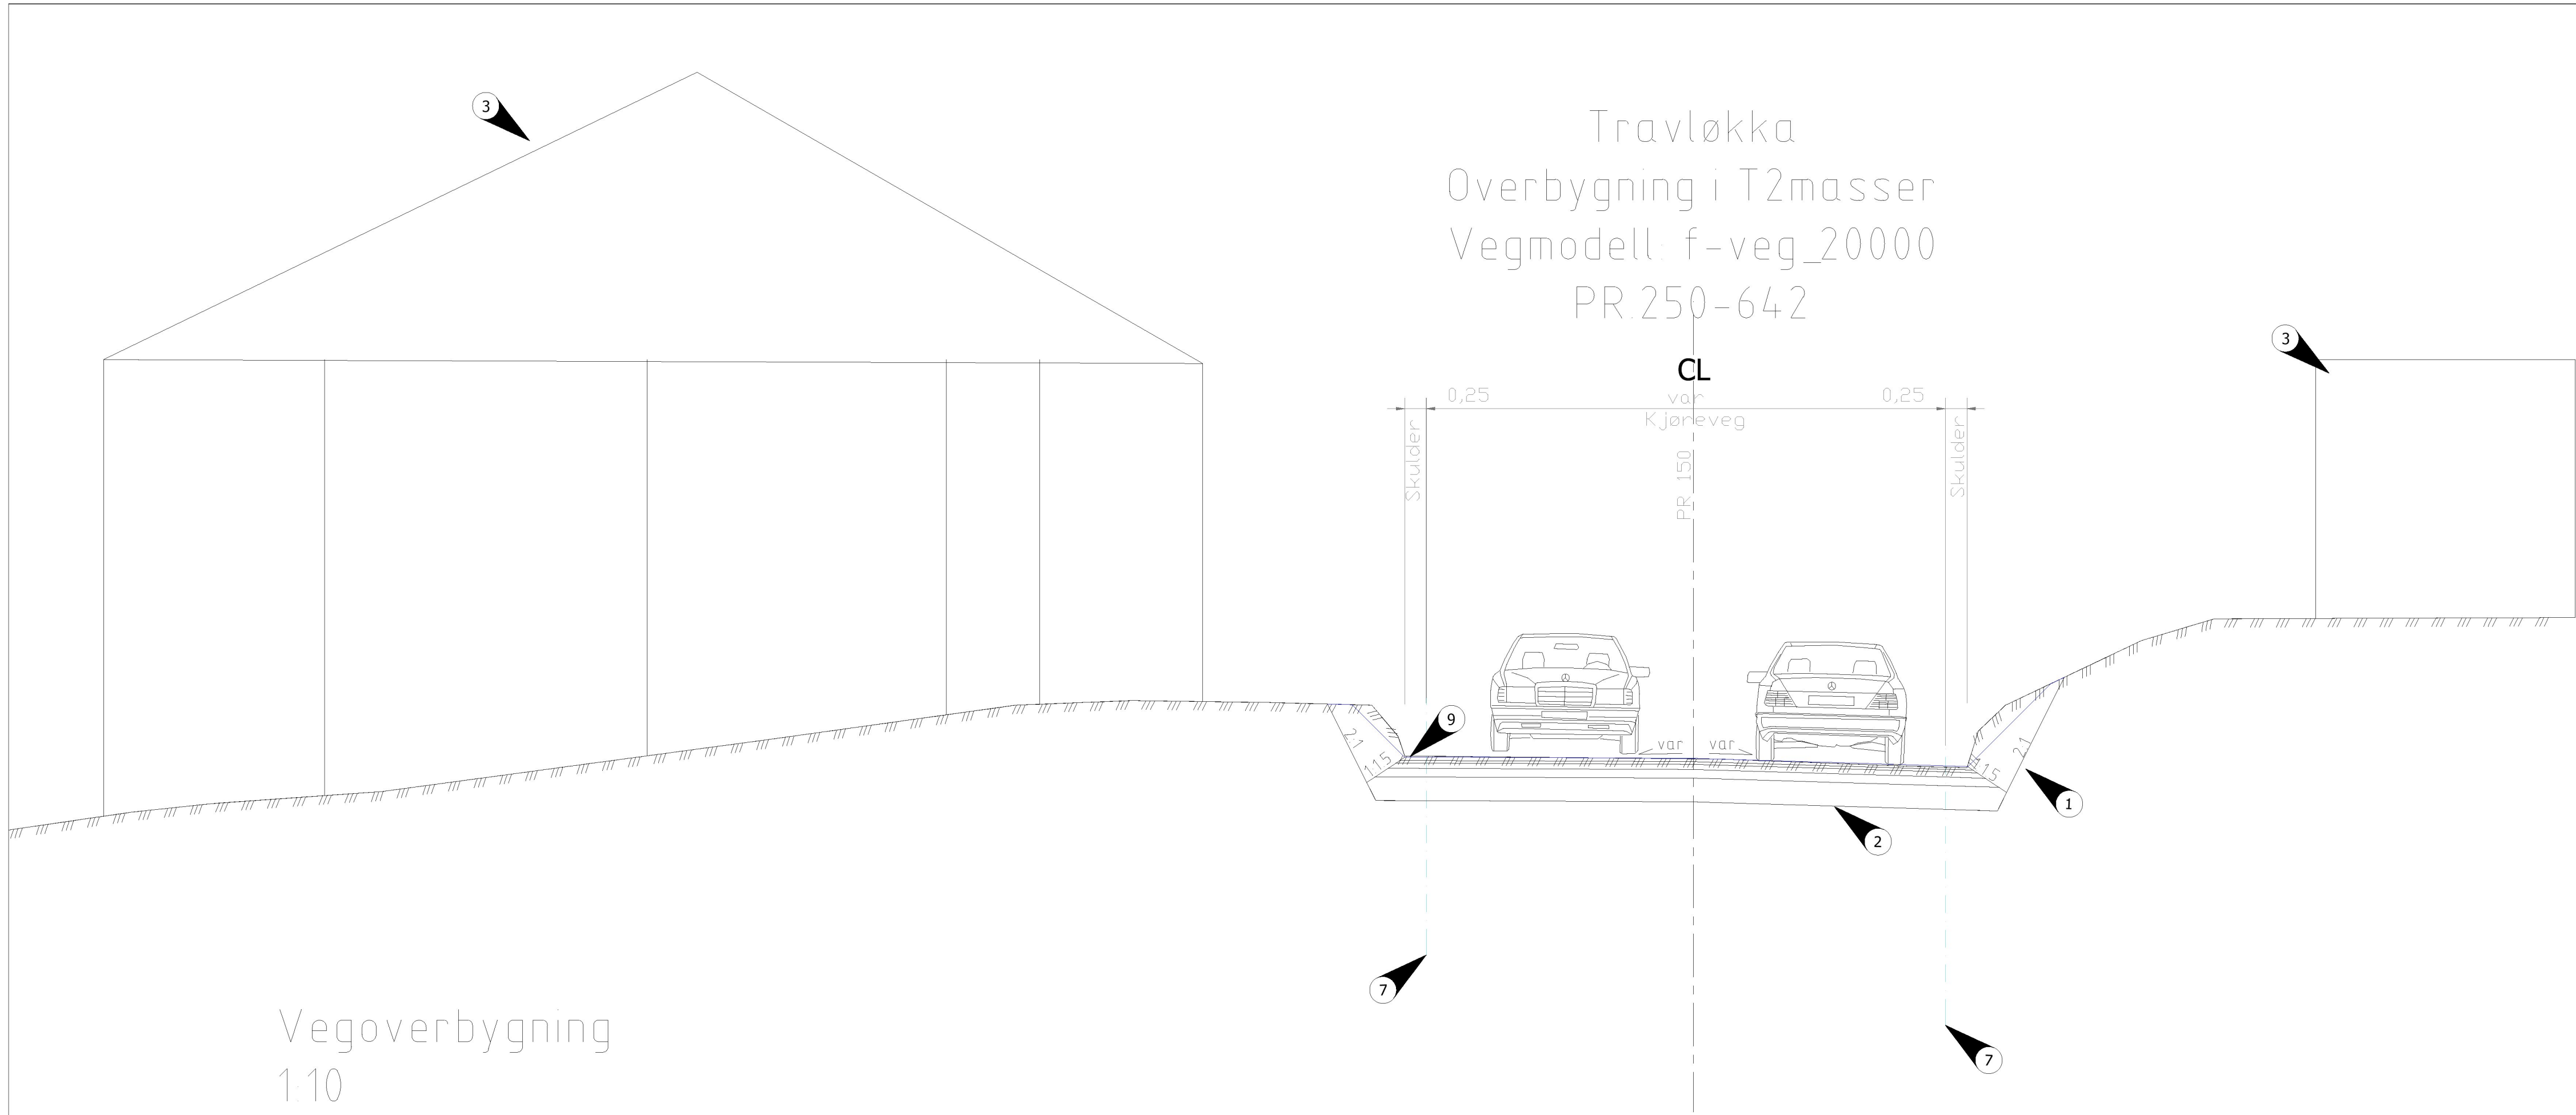 3
Travløkka
Overbygning i T2masser
Vegmodell: f-veg_20000
PR.250-642
3
CL
0,25
var
0,25
Kjøreveg
Skulder
PR 150
Skulder
var var
9
2:1
1:1.5
2:1
1:1.5
1
2
7
7
Vegoverbygning
1:10